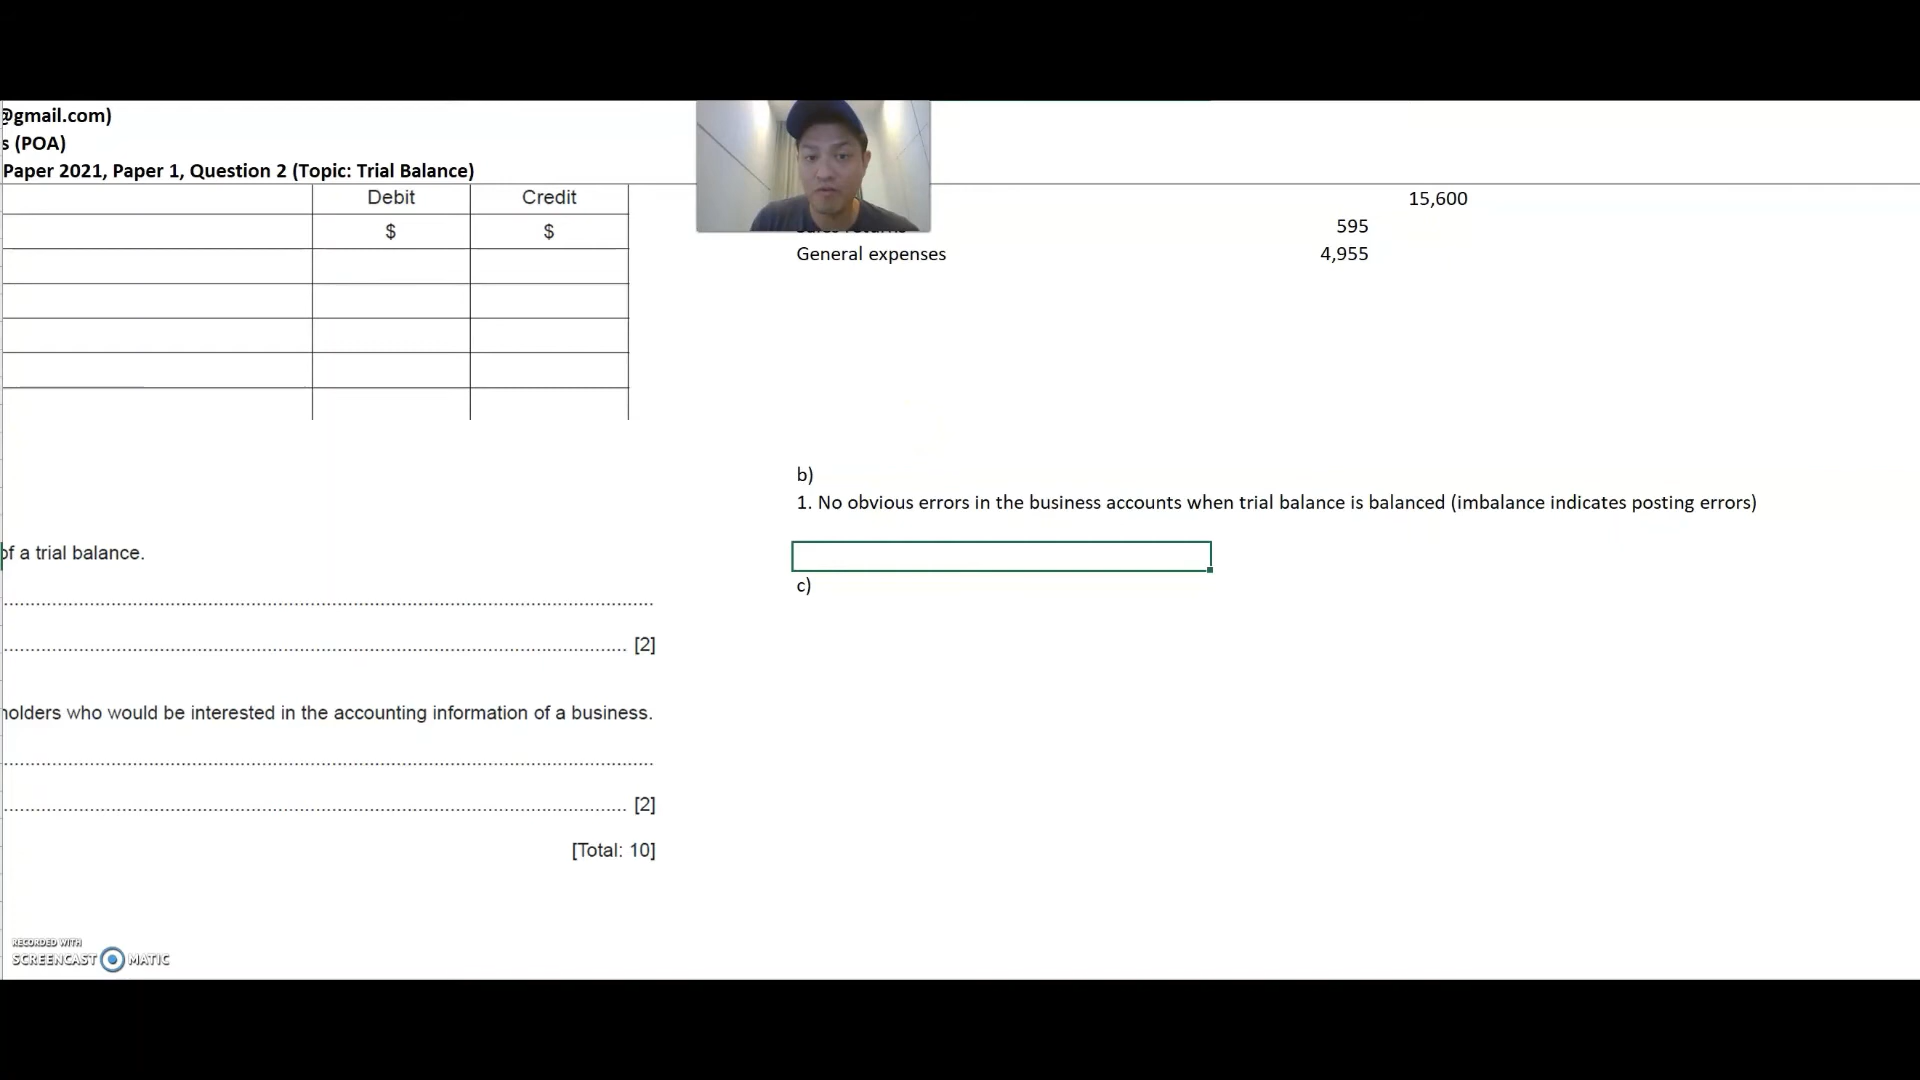 @gmail.com)
s (POA)
Paper 2021, Paper 1, Question 2 (Topic: Trial Balance)
Debit Credit
$ $
15,600
595
General expenses 4,955
b)
1. No obvious errors in the business accounts when trial balance is balanced (imbalance indicates posting errors)
of a trial balance.
c)
[2]
holders who would be interested in the accounting information of a business.
[2]
[Total: 10]
RECORDED WITH
SCREENCAST MATIC